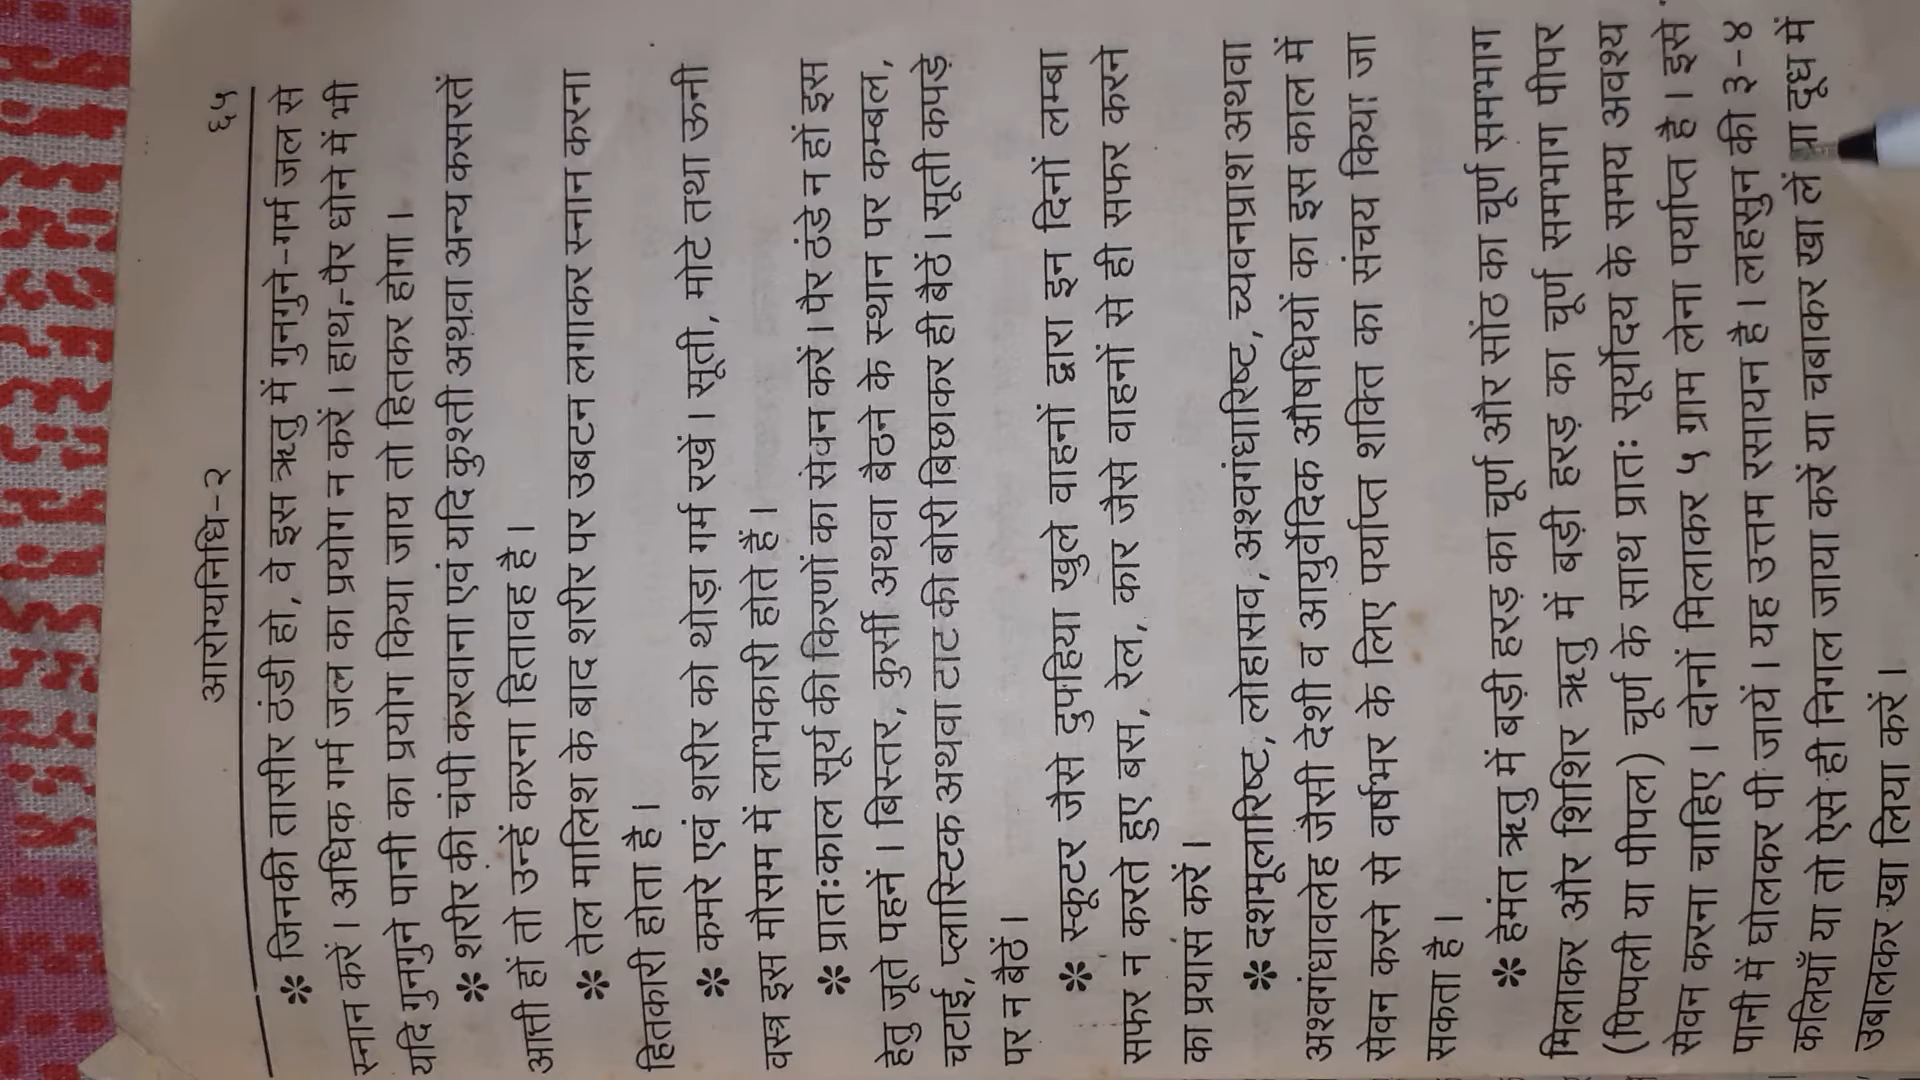 आरोग्यनिधि-२ ६५
* जिनकी तासीर ठंडी हो, वे इस ऋतु में गुनगुने-गर्म जल से
स्नान करें । अधिक गर्म जल का प्रयोग न करें । हाथ-पैर धोने में भी
यदि गुनगुने पानी का प्रयोग किया जाय तो हितकर होगा ।
* शरीर की चंपी करवाना एवं यदि कुश्ती अथवा अन्य कसरतें
आती हों तो उन्हें करना हितावह है ।
* तेल मालिश के बाद शरीर पर उबटन लगाकर स्नान करना
हितकारी होता है ।
* कमरे एवं शरीर को थोड़ा गर्म रखें । सूती, मोटे तथा ऊनी
वस्त्र इस मौसम में लाभकारी होते हैं ।
* प्रातःकाल सूर्य की किरणों का सेवन करें । पैर ठंडे न हों इस
हेतु जूते पहनें । बिस्तर, कुर्सी अथवा बैठने के स्थान पर कम्बल,
चटाई, प्लास्टिक अथवा टाट की बोरी बिछाकर ही बैठें । सूती कपड़े
पर न बैठें ।
* स्कूटर जैसे दुपहिया खुले वाहनों द्वारा इन दिनों लम्बा
सफर न करते हुए बस, रेल, कार जैसे वाहनों से ही सफर करने
का प्रयास करें ।
* दशमूलारिष्ट, लोहासव, अश्वगंधारिष्ट, च्यवनप्राश अथवा
अश्वगंधावलेह जैसी देशी व आयुर्वेदिक औषधियों का इस काल में
सेवन करने से वर्षभर के लिए पर्याप्त शक्ति का संचय किया जा
सकता है ।
* हेमंत ऋतु में बड़ी हरड़ का चूर्ण और सोंठ का चूर्ण समभाग
मिलाकर और शिशिर ऋतु में बड़ी हरड़ का चूर्ण समभाग पीपर
(पिप्पली या पीपल) चूर्ण के साथ प्रातः सूर्योदय के समय अवश्य
सेवन करना चाहिए । दोनों मिलाकर ५ ग्राम लेना पर्याप्त है । इसे
पानी में घोलकर पी जायें । यह उत्तम रसायन है । लहसुन की ३-४
कलियाँ या तो ऐसे ही निगल जाया करें या चबाकर खा लें या दूध में
उबालकर खा लिया करें ।